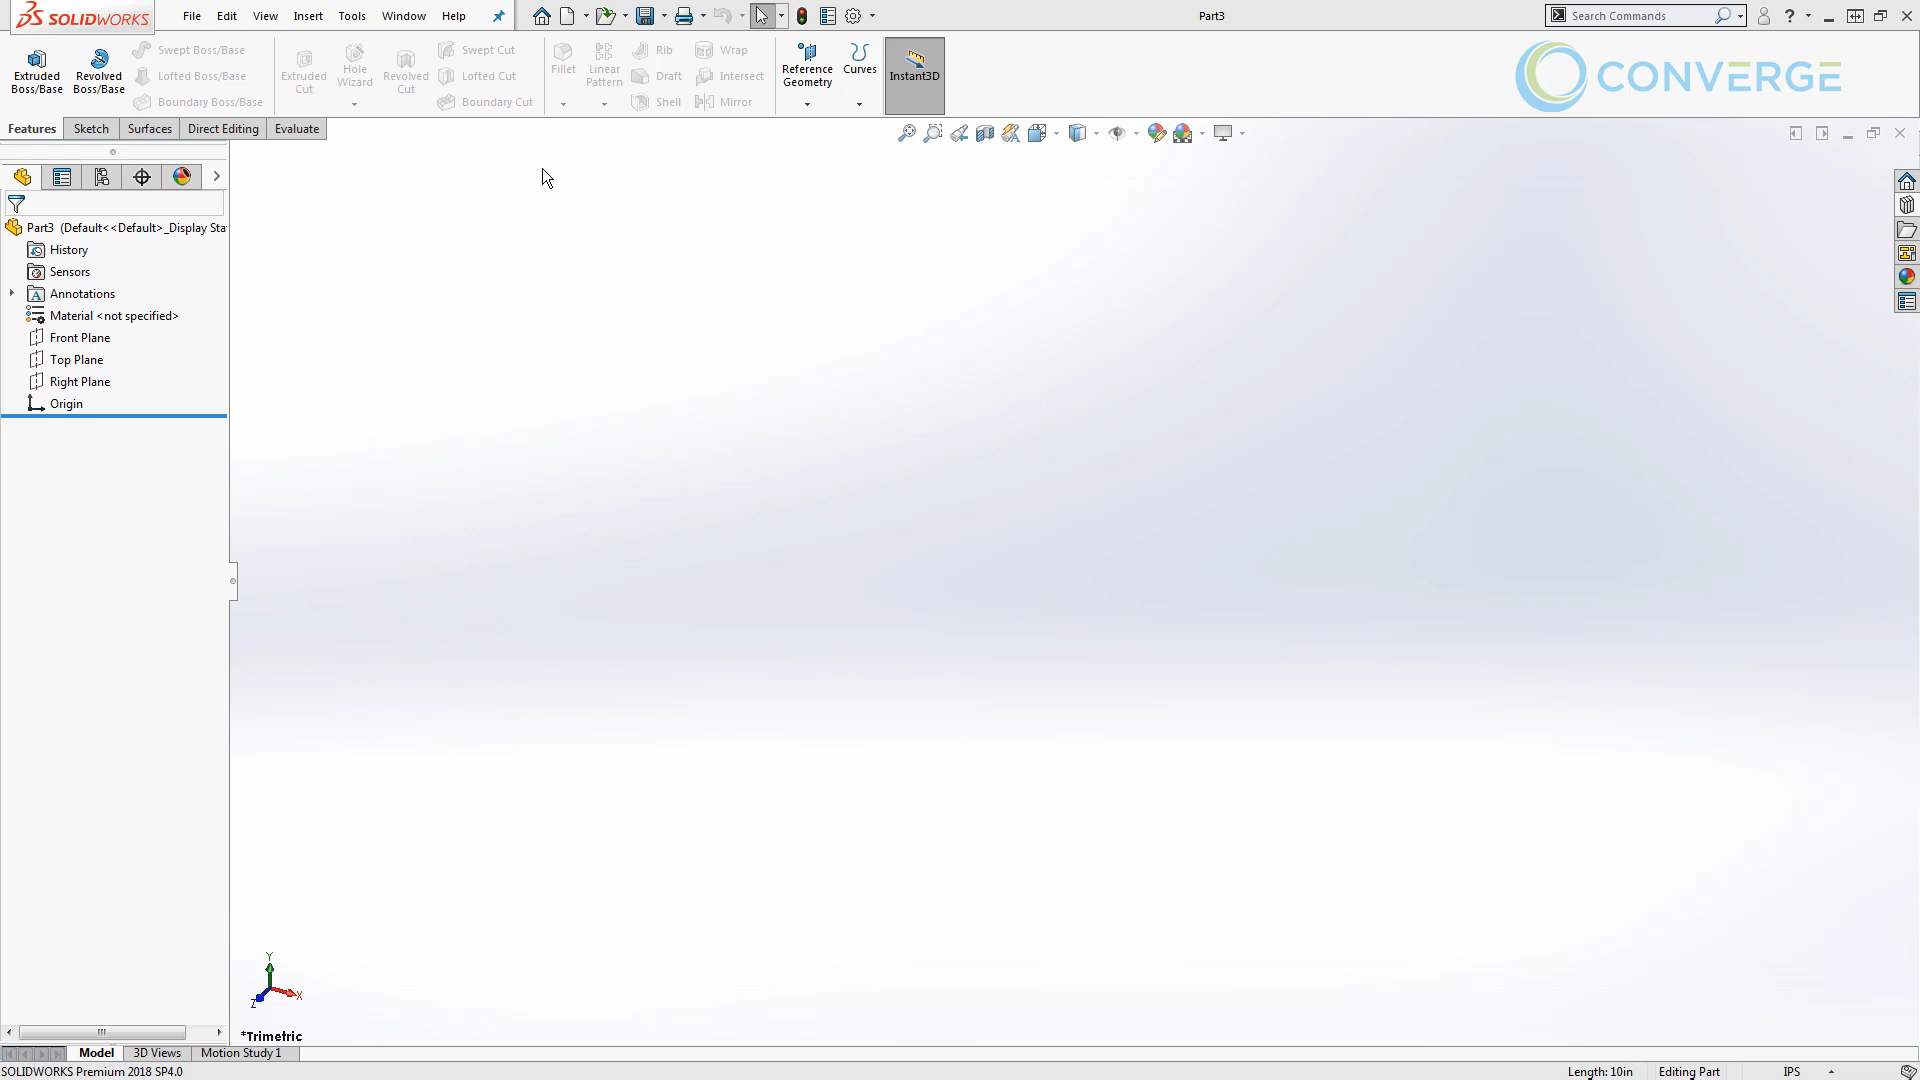 SOLIDWORKS
File Edit View Insert Tools Window Help
Part3
Search Commands
Extruded Boss/Base
Revolved Boss/Base
Swept Boss/Base
Lofted Boss/Base
Boundary Boss/Base
Extruded Cut
Hole Wizard
Revolved Cut
Swept Cut
Lofted Cut
Boundary Cut
Fillet
Linear Pattern
Rib
Draft
Shell
Wrap
Intersect
Mirror
Reference Geometry
Curves
Instant3D
CONVERGE
Features Sketch Surfaces Direct Editing Evaluate
Part3 (Default<<Default>_Display Sta
History
Sensors
Annotations
Material <not specified>
Front Plane
Top Plane
Right Plane
Origin
Y
X
Z
*Trimetric
Model 3D Views Motion Study 1
SOLIDWORKS Premium 2018 SP4.0
Length: 10in Editing Part IPS